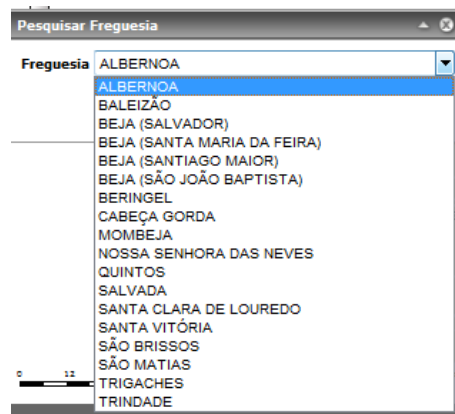 Pesquisar Freguesia
Freguesia ALBERNOA
ALBERNOA
BALEIZÃO
BEJA (SALVADOR)
BEJA (SANTA MARIA DA FEIRA)
BEJA (SANTIAGO MAIOR)
BEJA (SÃO JOÃO BAPTISTA)
BERINGEL
CABEÇA GORDA
MOMBEJA
NOSSA SENHORA DAS NEVES
QUINTOS
SALVADA
SANTA CLARA DE LOUREDO
SANTA VITÓRIA
SÃO BRISSOS
SÃO MATIAS
TRIGACHES
TRINDADE
0 12